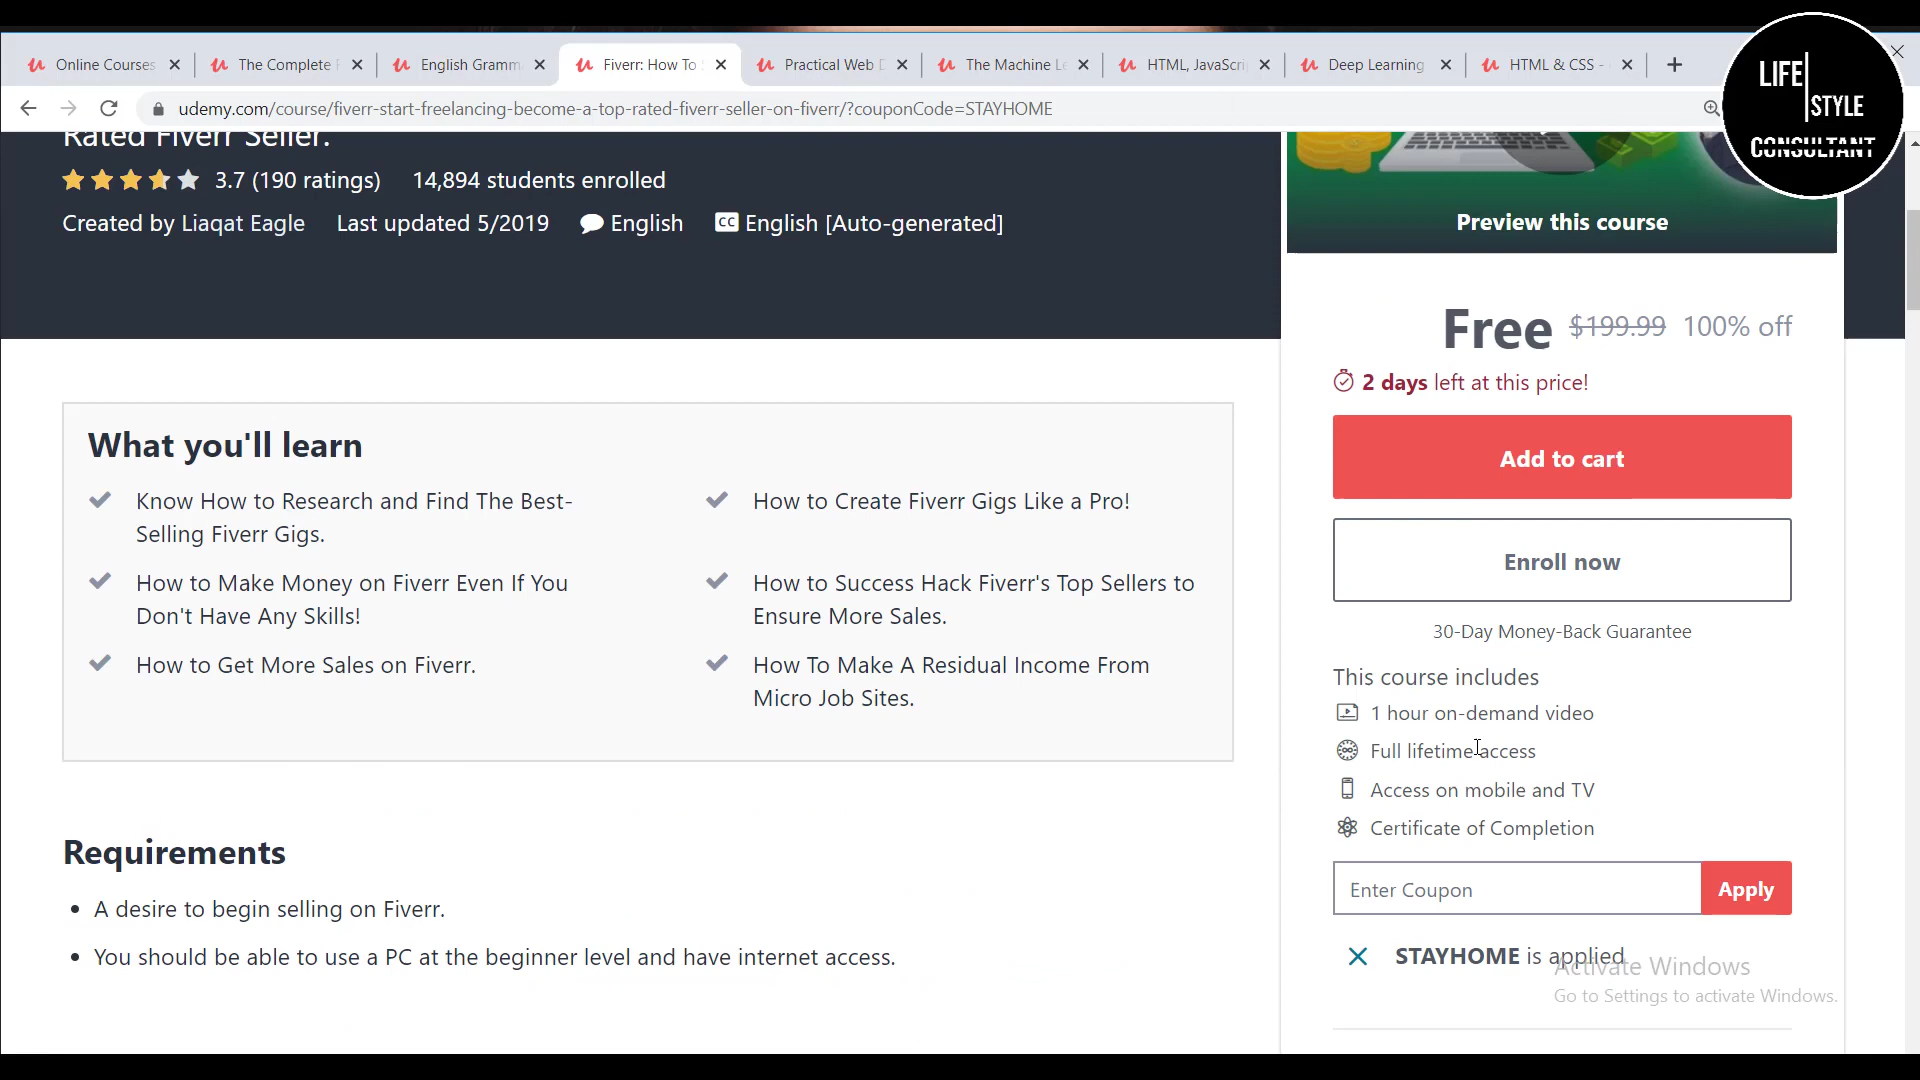 Online Courses
The Complete
English Gramm
Fiverr: How To
Practical Web D
The Machine Le
HTML, JavaScri
Deep Learning
HTML & CSS -
udemy.com/course/fiverr-start-freelancing-become-a-top-rated-fiverr-seller-on-fiverr/?couponCode=STAYHOME
LIFE
STYLE
CONSULTANT
Rated Fiverr Seller.
3.7 (190 ratings) 14,894 students enrolled
Created by Liaqat Eagle Last updated 5/2019 English CC English [Auto-generated]
Preview this course
Free $199.99 100% off
2 days left at this price!
Add to cart
Enroll now
30-Day Money-Back Guarantee
This course includes
1 hour on-demand video
Full lifetime access
Access on mobile and TV
Certificate of Completion
Enter Coupon Apply
STAYHOME is applied
What you'll learn
Know How to Research and Find The Best-
Selling Fiverr Gigs.
How to Create Fiverr Gigs Like a Pro!
How to Make Money on Fiverr Even If You
Don't Have Any Skills!
How to Success Hack Fiverr's Top Sellers to
Ensure More Sales.
How to Get More Sales on Fiverr.
How To Make A Residual Income From
Micro Job Sites.
Requirements
A desire to begin selling on Fiverr.
You should be able to use a PC at the beginner level and have internet access.
Activate Windows
Go to Settings to activate Windows.